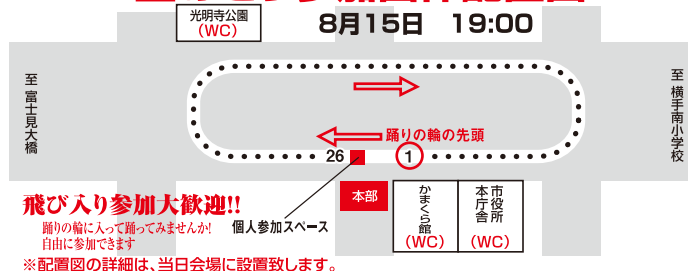 光明寺公園
(WC)
8月15日 19:00
至 富士見大橋
至 横手南小学校
踊りの輪の先頭
26
1
本部
かまくら館
(WC)
市役所
本庁舎
(WC)
飛び入り参加大歓迎!!
踊りの輪に入って踊ってみませんか!
自由に参加できます
個人参加スペース
※配置図の詳細は、当日会場に設置致します。